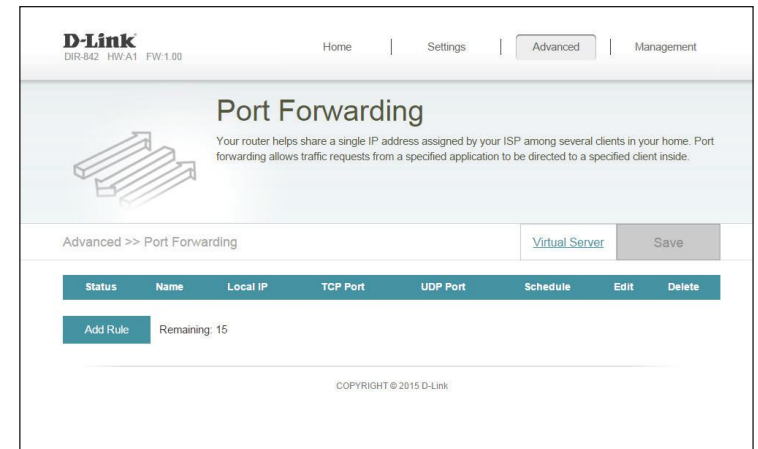 D-Link
DIR-842 HW:A1 FW:1.00
Home Settings Advanced Management
Port Forwarding
Your router helps share a single IP address assigned by your ISP among several clients in your home. Port
forwarding allows traffic requests from a specified application to be directed to a specified client inside.
Advanced >> Port Forwarding Virtual Server Save
Status Name Local IP TCP Port UDP Port Schedule Edit Delete
Add Rule Remaining: 15
COPYRIGHT © 2015 D-Link